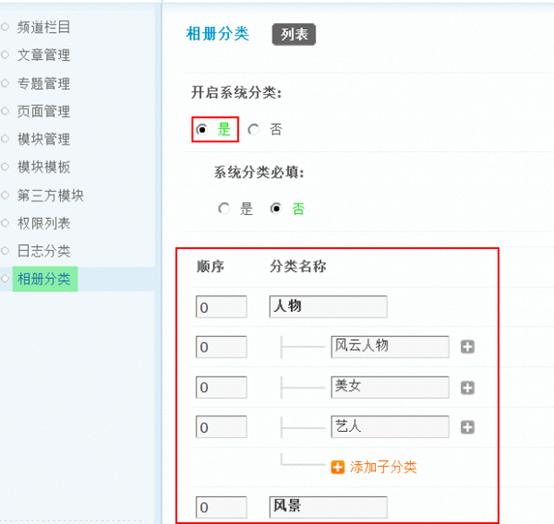 频道栏目
文章管理
专题管理
页面管理
模块管理
模块模板
第三方模块
权限列表
日志分类
相册分类
相册分类 列表
开启系统分类:
是 否
系统分类必填:
是 否
顺序 分类名称
0 人物
0 风云人物
0 美女
0 艺人
添加子分类
0 风景